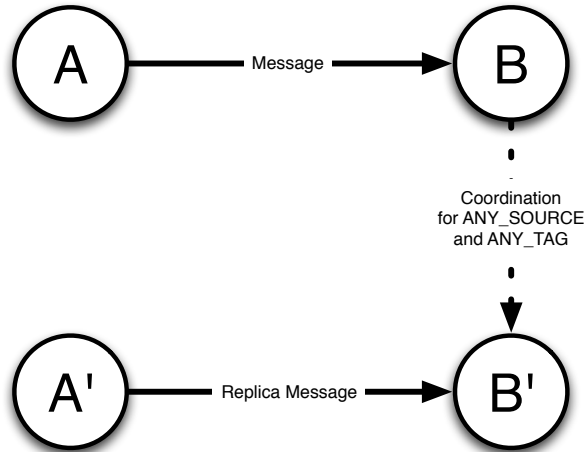 A
Message
B
Coordination
for ANY_SOURCE
and ANY_TAG
A'
Replica Message
B'